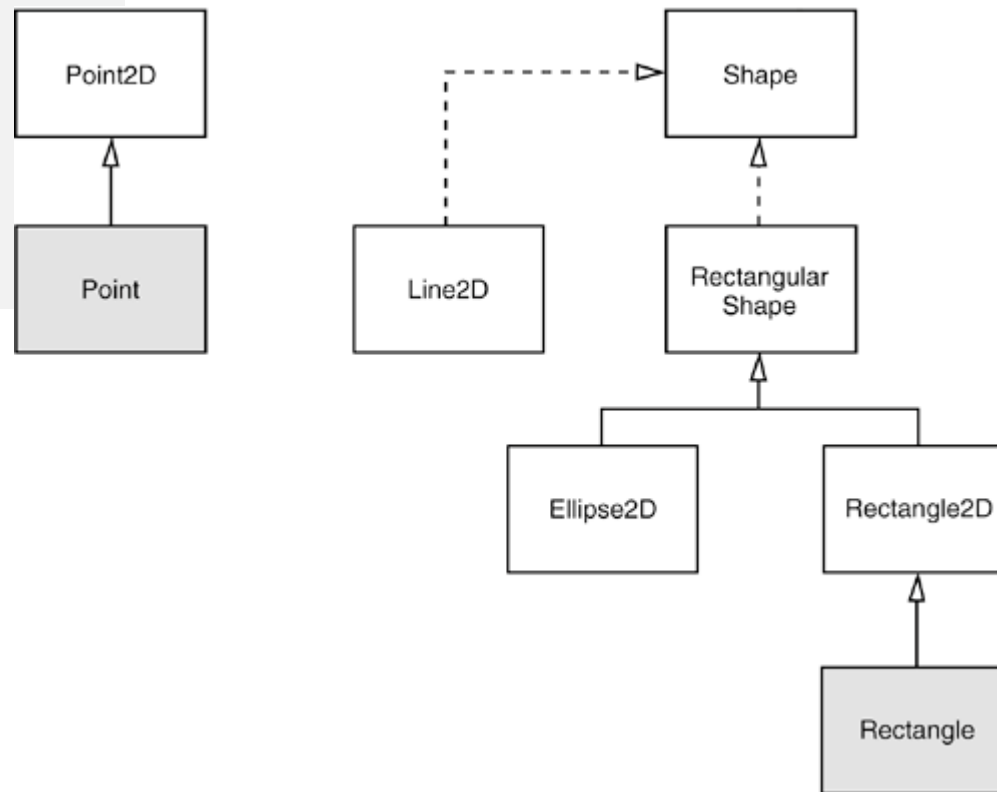 Point2D
Shape
Point
Line2D
Rectangular
Shape
Ellipse2D
Rectangle2D
Rectangle